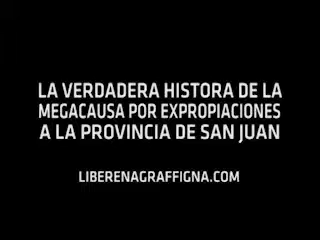 LA VERDADERA HISTORA DE LA
MEGACAUSA POR EXPROPIACIONES
A LA PROVINCIA DE SAN JUAN
LIBERENAGRAFFIGNA.COM